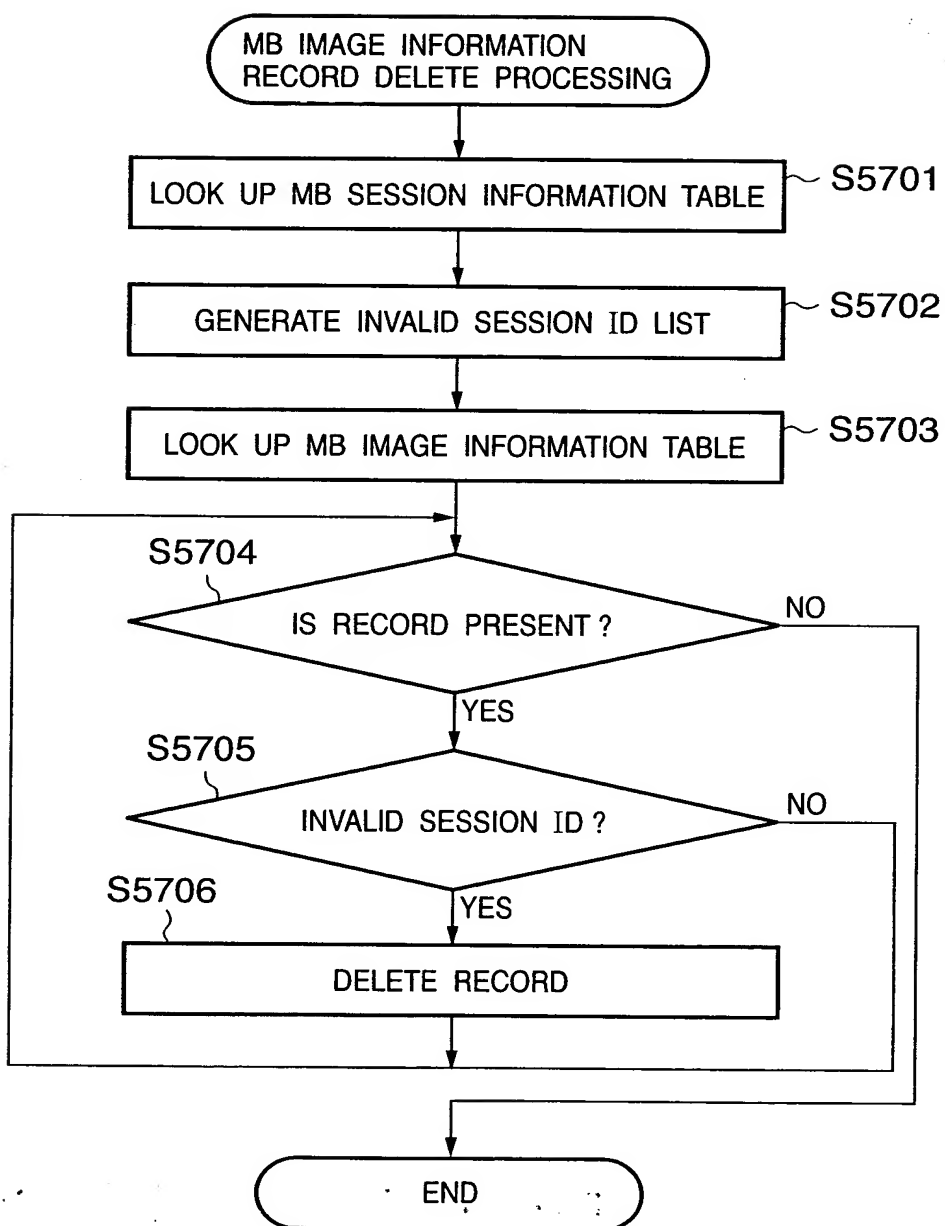 MB IMAGE INFORMATION
RECORD DELETE PROCESSING
LOOK UP MB SESSION INFORMATION TABLE
S5701
GENERATE INVALID SESSION ID LIST
S5702
LOOK UP MB IMAGE INFORMATION TABLE
S5703
S5704
IS RECORD PRESENT ?
NO
YES
S5705
INVALID SESSION ID ?
NO
YES
S5706
DELETE RECORD
END